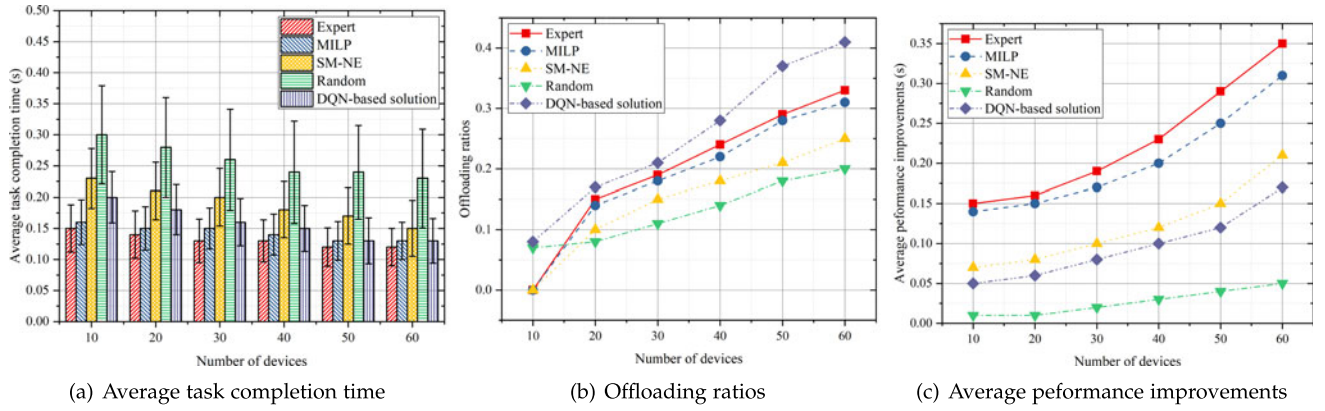 0.50
0.45
0.40
0.35
0.30
0.25
0.20
0.15
0.10
0.05
0.00
Average task completion time (s)
Expert
MILP
SM-NE
Random
DQN-based solution
10 20 30 40 50 60
Number of devices
(a) Average task completion time
0.4
0.3
0.2
0.1
0.0
Offloading ratios
Expert
MILP
SM-NE
Random
DQN-based solution
10 20 30 40 50 60
Number of devices
(b) Offloading ratios
0.35
0.30
0.25
0.20
0.15
0.10
0.05
0.00
Average peformance improvements (s)
Expert
MILP
SM-NE
Random
DQN-based solution
10 20 30 40 50 60
Number of devices
(c) Average peformance improvements